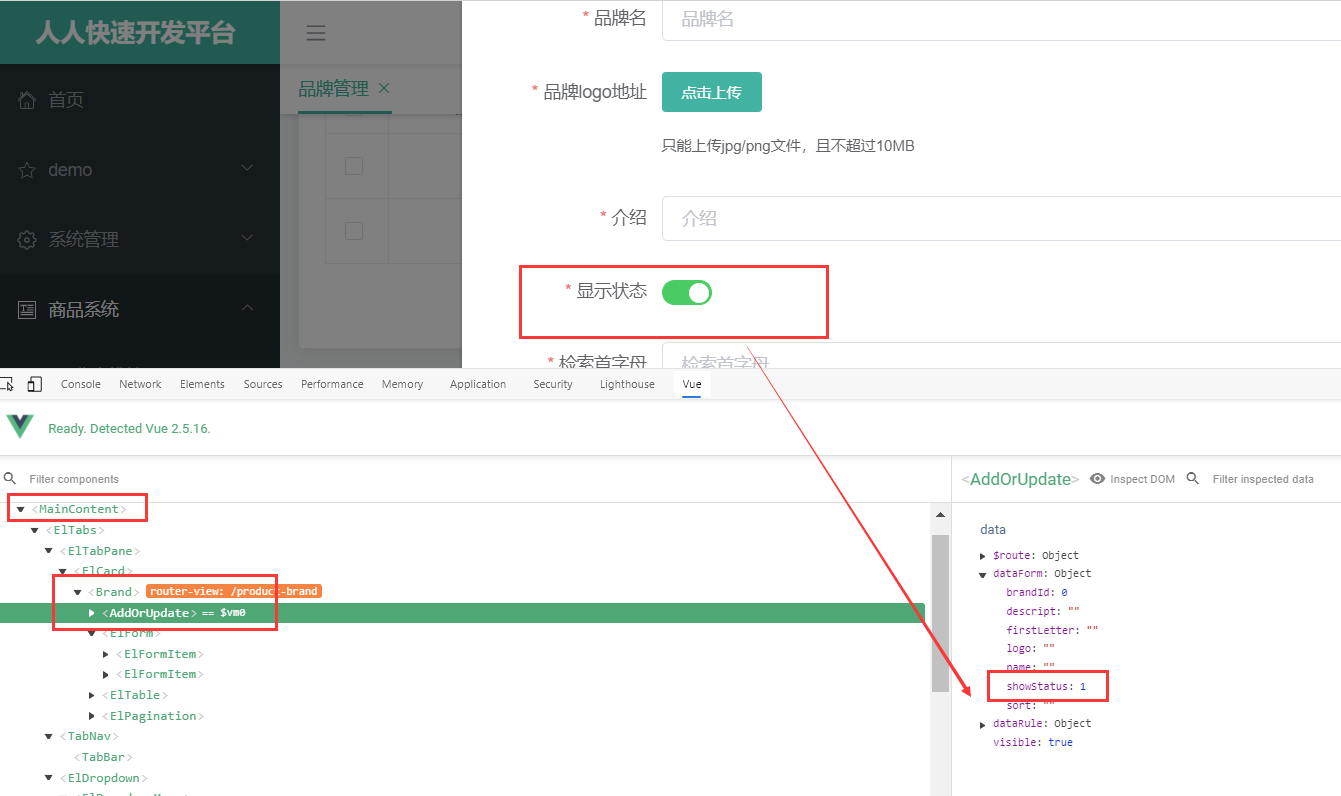 人人快速开发平台
* 品牌名 品牌名
品牌管理 ×
* 品牌logo地址 点击上传
首页
只能上传jpg/png文件，且不超过10MB
demo
* 介绍 介绍
系统管理
* 显示状态
商品系统
* 检索首字母 检索首字母
Console Network Elements Sources Performance Memory Application Security Lighthouse Vue
Ready. Detected Vue 2.5.16.
Filter components
<AddOrUpdate> Inspect DOM Filter inspected data
<MainContent>
<ElTabs>
<ElTabPane>
<ElCard>
<Brand> router-view: /product-brand
<AddOrUpdate> == $vm0
<ElForm>
<ElFormItem>
<ElFormItem>
<ElTable>
<ElPagination>
<TabNav>
<TabBar>
<ElDropdown>
data
$route: Object
dataForm: Object
brandId: 0
descript: ""
firstLetter: ""
logo: ""
name: ""
showStatus: 1
sort: ""
dataRule: Object
visible: true